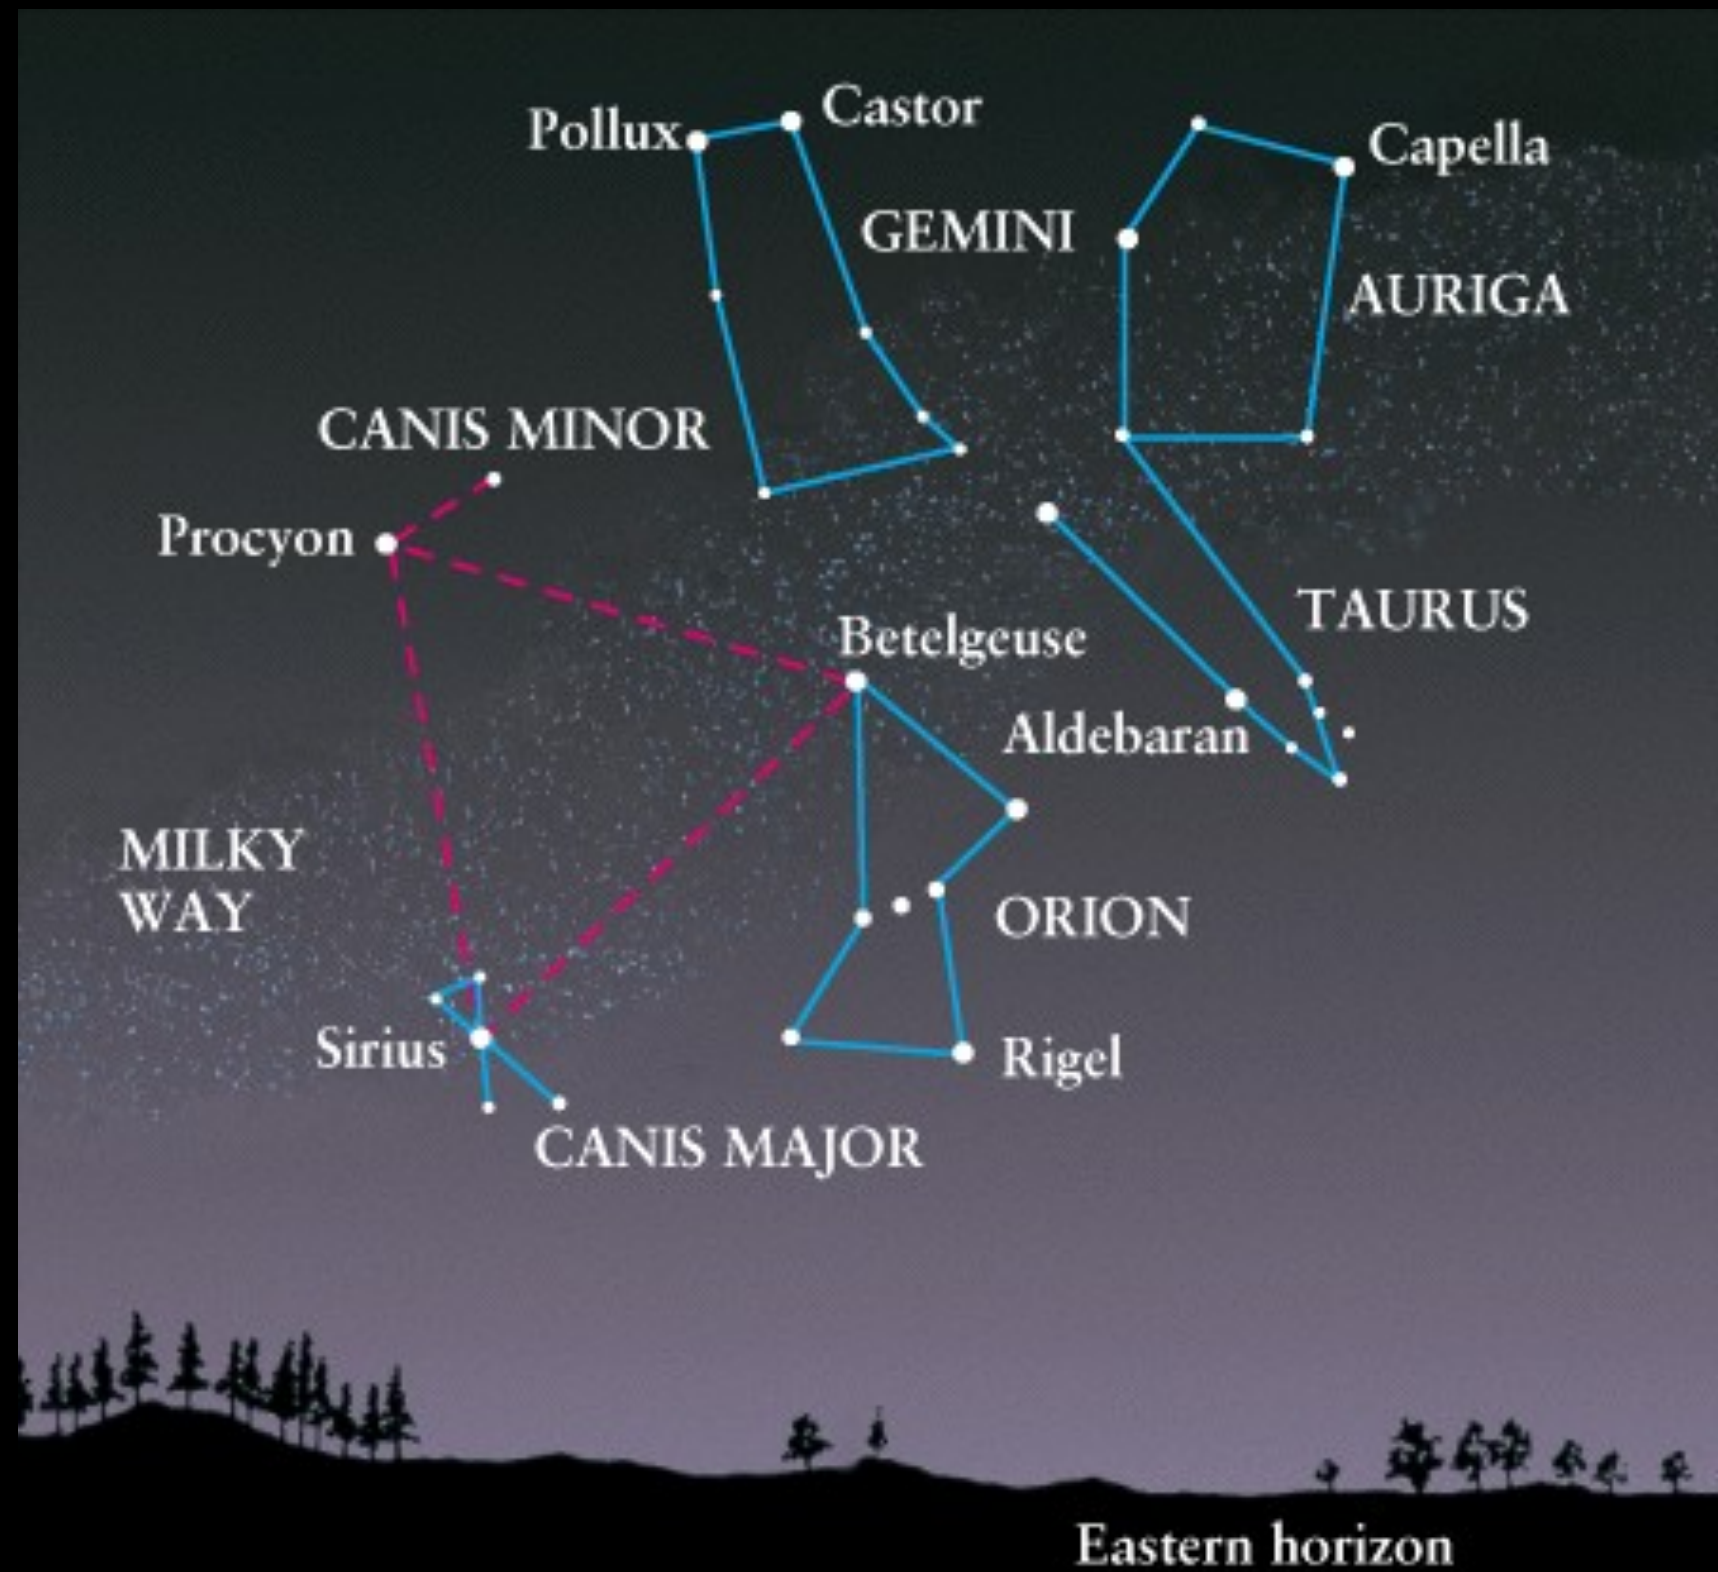 Castor
Pollux
Capella
GEMINI
AURIGA
CANIS MINOR
Procyon
TAURUS
Betelgeuse
Aldebaran
MILKY
WAY
ORION
Sirius
Rigel
CANIS MAJOR
Eastern horizon